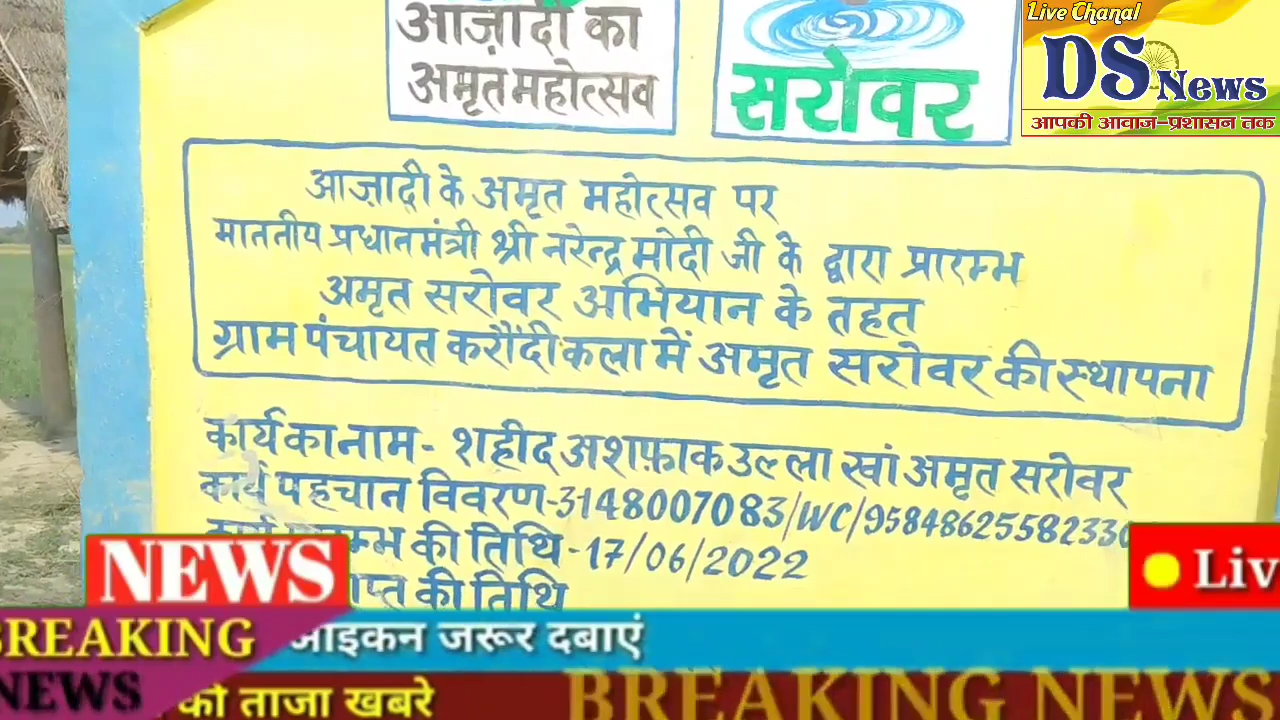 Live Chanal
DS News
आपकी आवाज-प्रशासन तक
आज़ादी का
अमृत महोत्सव
सरोवर
आज़ादी के अमृत महोत्सव पर
माननीय प्रधानमंत्री श्री नरेन्द्र मोदी जी के द्वारा प्रारम्भ
अमृत सरोवर अभियान के तहत
ग्राम पंचायत करौंदीकला में अमृत सरोवर की स्थापना
कार्य का नाम- शहीद अशफ़ाक उल्ला खां अमृत सरोवर
कार्य पहचान विवरण-3148007083/WC/9584862558233
की तिथि-17/06/2022
की तिथि
NEWS
BREAKING
NEWS
आइकन जरूर दबाएं
की ताजा खबरे
BREAKING NEWS
Liv